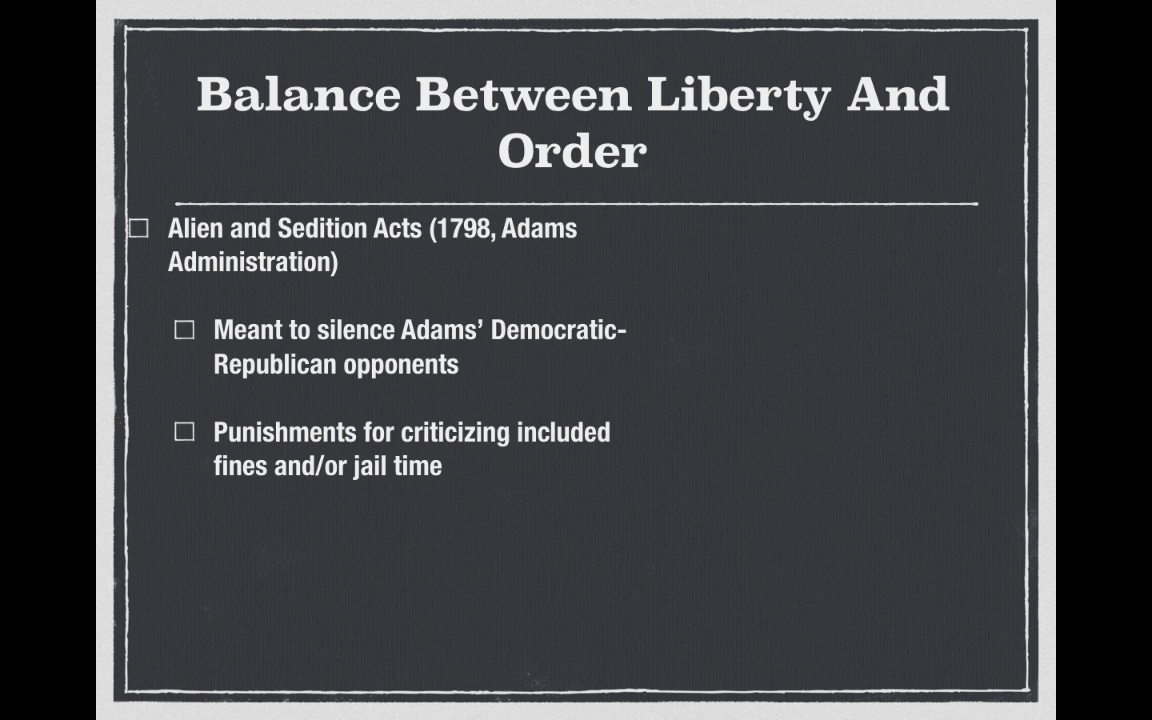 Balance Between Liberty And
Order
Alien and Sedition Acts (1798, Adams
Administration)
Meant to silence Adams’ Democratic-
Republican opponents
Punishments for criticizing included
fines and/or jail time